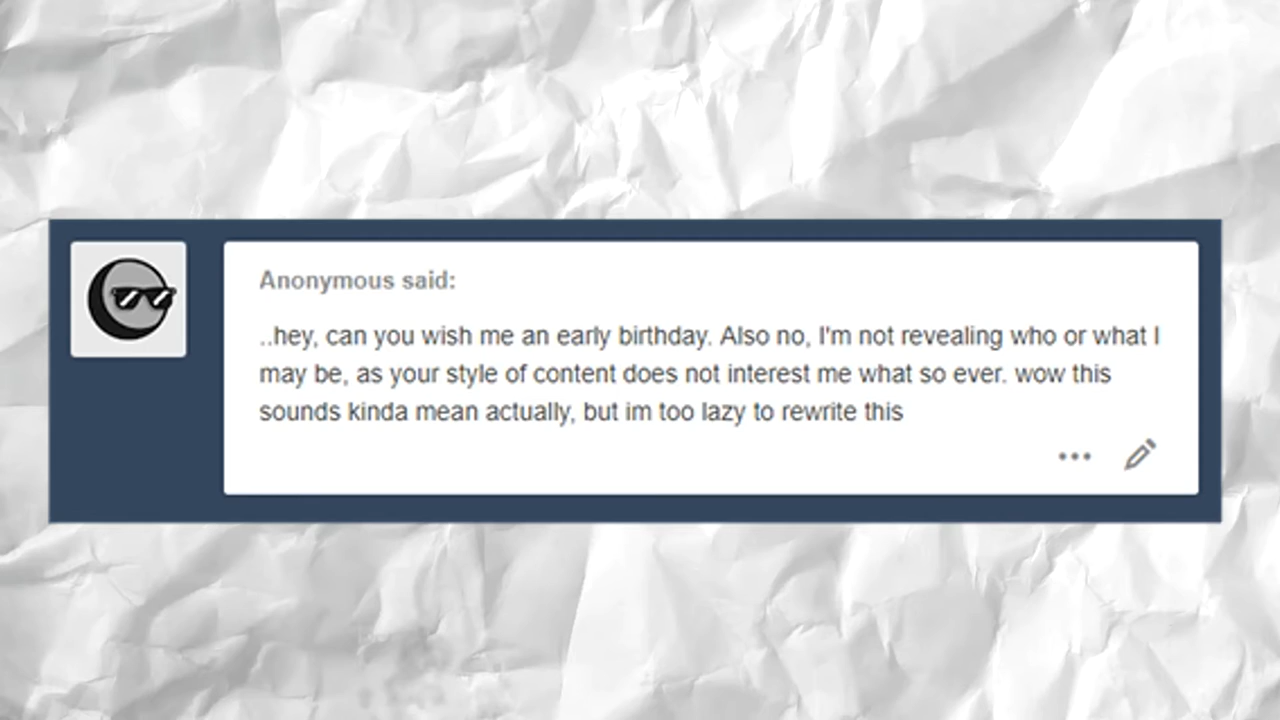 Anonymous said:
..hey, can you wish me an early birthday. Also no, I'm not revealing who or what I
may be, as your style of content does not interest me what so ever. wow this
sounds kinda mean actually, but im too lazy to rewrite this